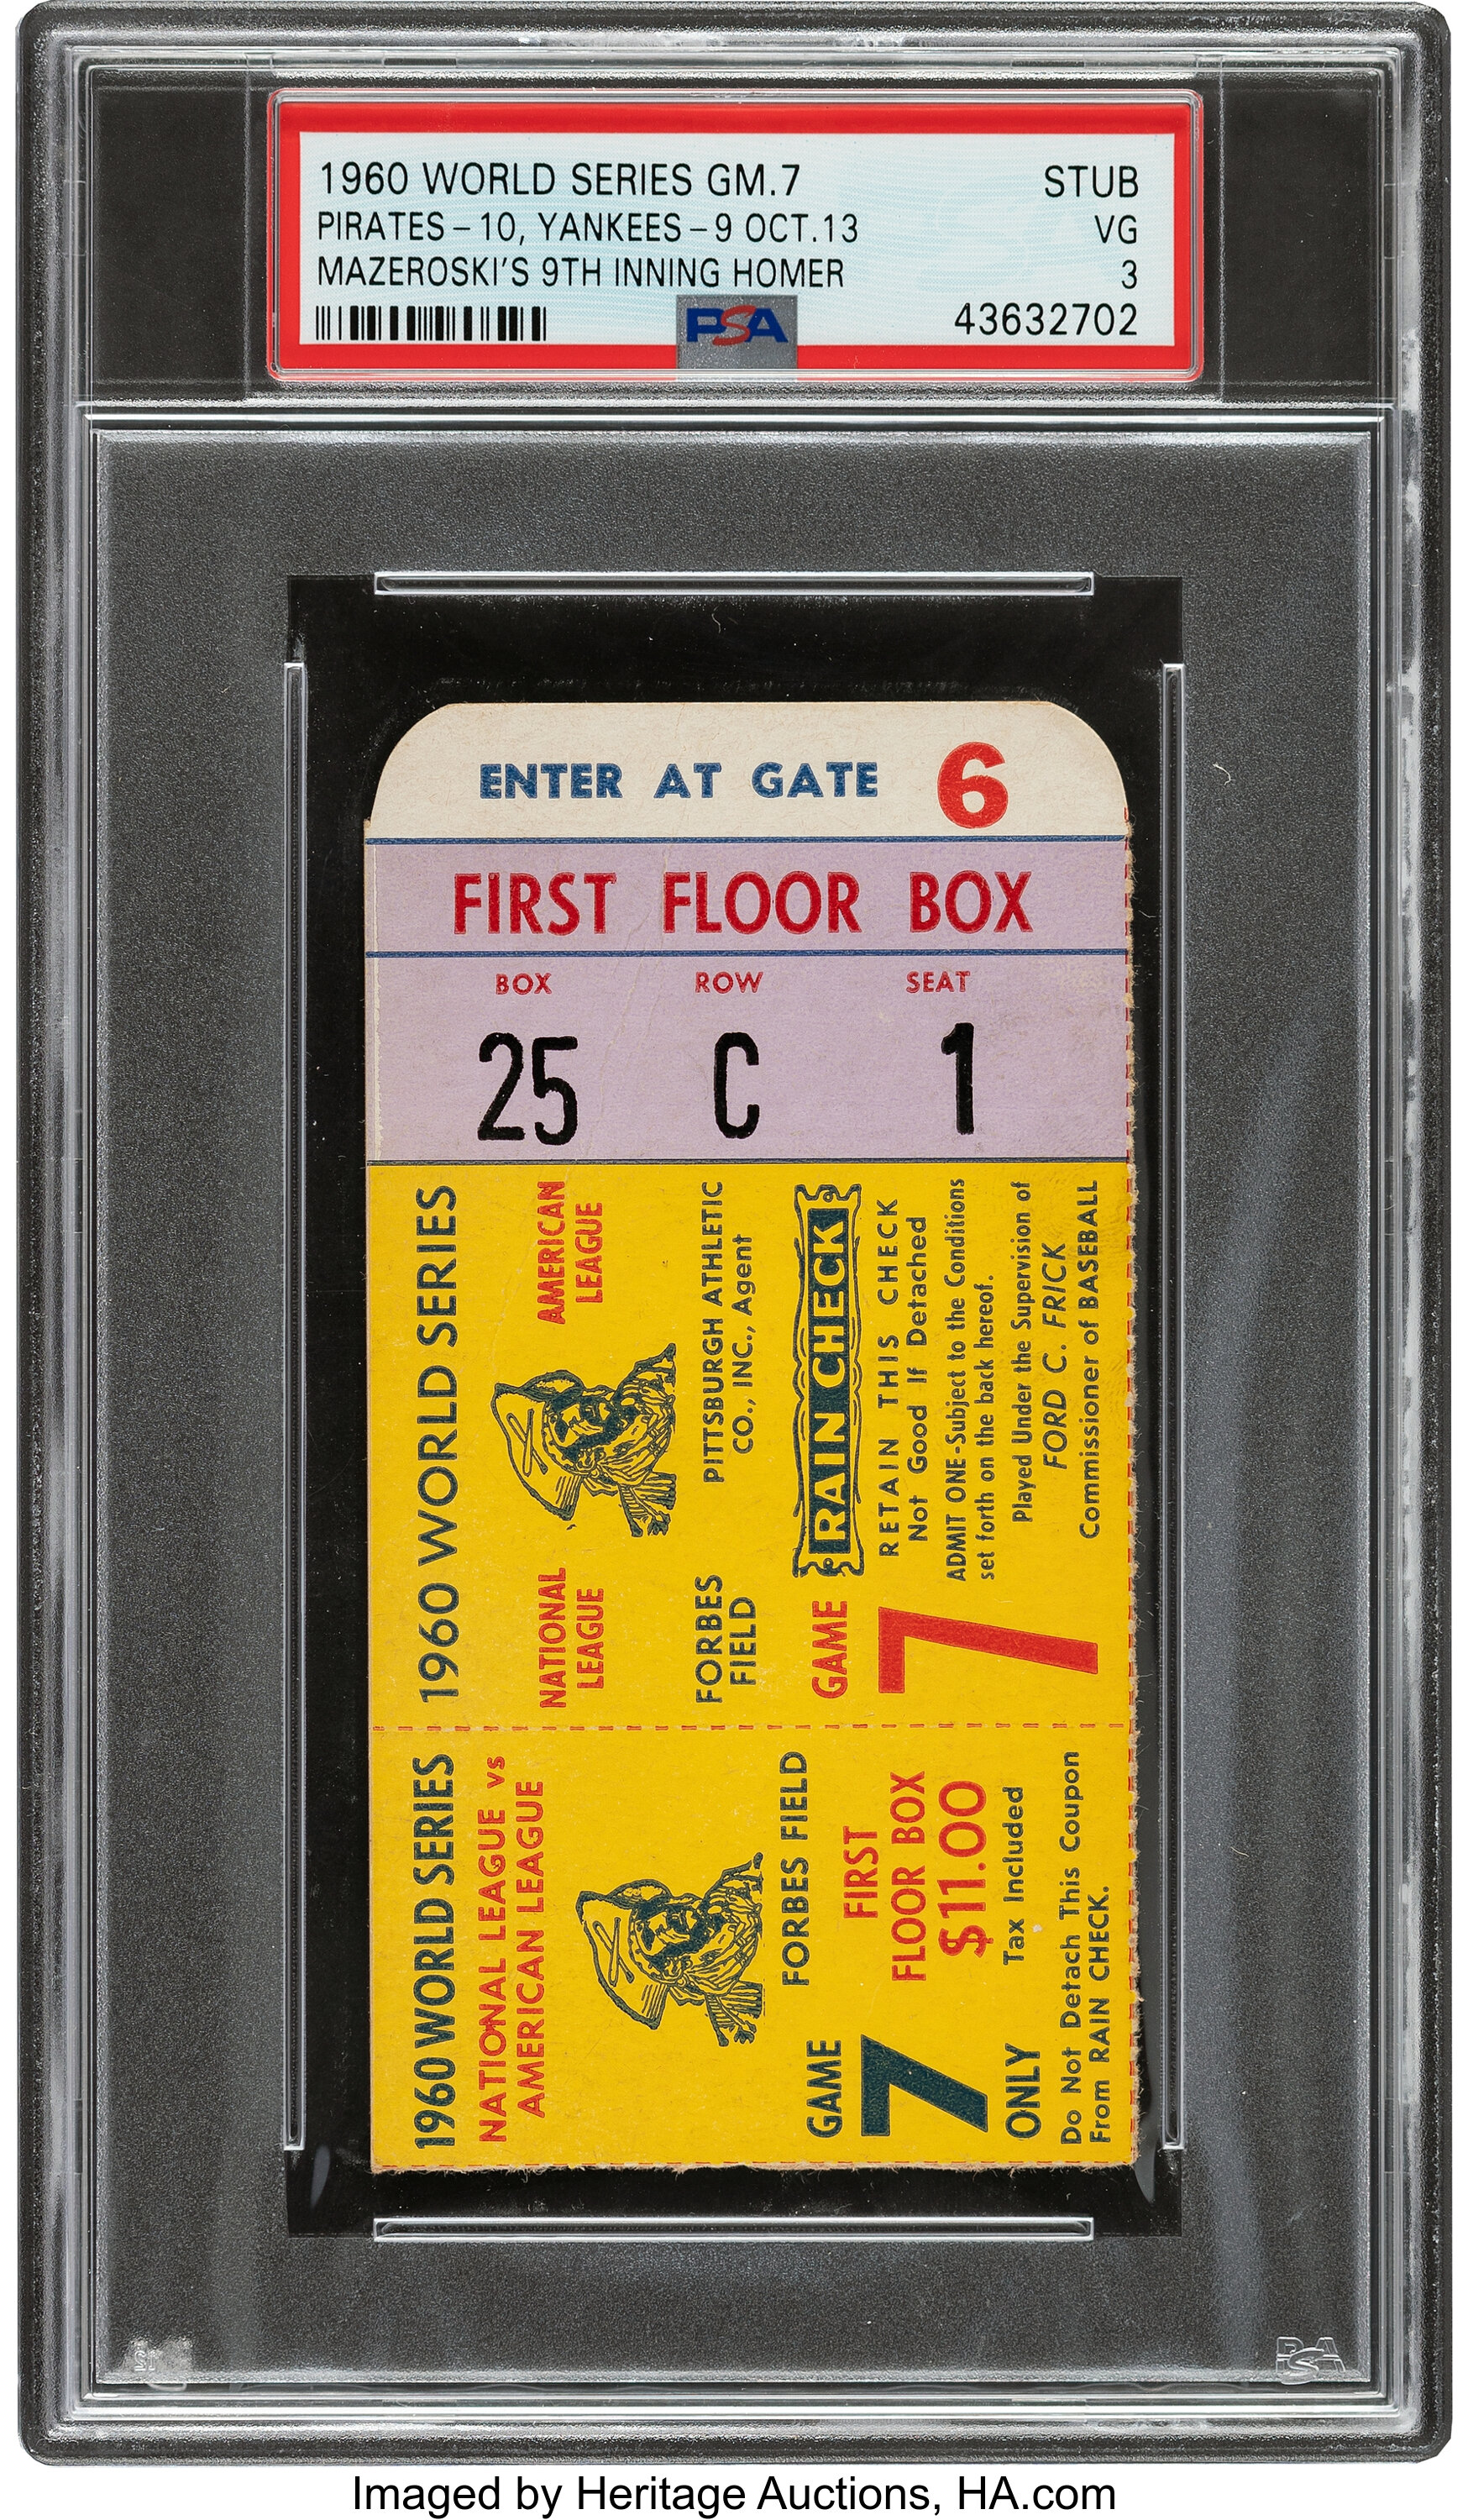 1960 WORLD SERIES GM.7 STUB
PIRATES – 10, YANKEES – 9 OCT.13 VG
MAZEROSKI'S 9TH INNING HOMER 3
PSA 43632702
ENTER AT GATE 6
FIRST FLOOR BOX
BOX ROW SEAT
25 C 1
1960 WORLD SERIES
NATIONAL LEAGUE
AMERICAN LEAGUE
FORBES FIELD
PITTSBURGH ATHLETIC
CO., INC., Agent
GAME 7
RAIN CHECK
RETAIN THIS CHECK
Not Good If Detached
ADMIT ONE-Subject to the Conditions
set forth on the back hereof.
Played Under the Supervision of
FORD C. FRICK
Commissioner of BASEBALL
1960 WORLD SERIES
NATIONAL LEAGUE vs
AMERICAN LEAGUE
FORBES FIELD
GAME 7 ONLY
FIRST
FLOOR BOX
$11.00
Tax Included
Do Not Detach This Coupon
From RAIN CHECK.
PSA
Imaged by Heritage Auctions, HA.com